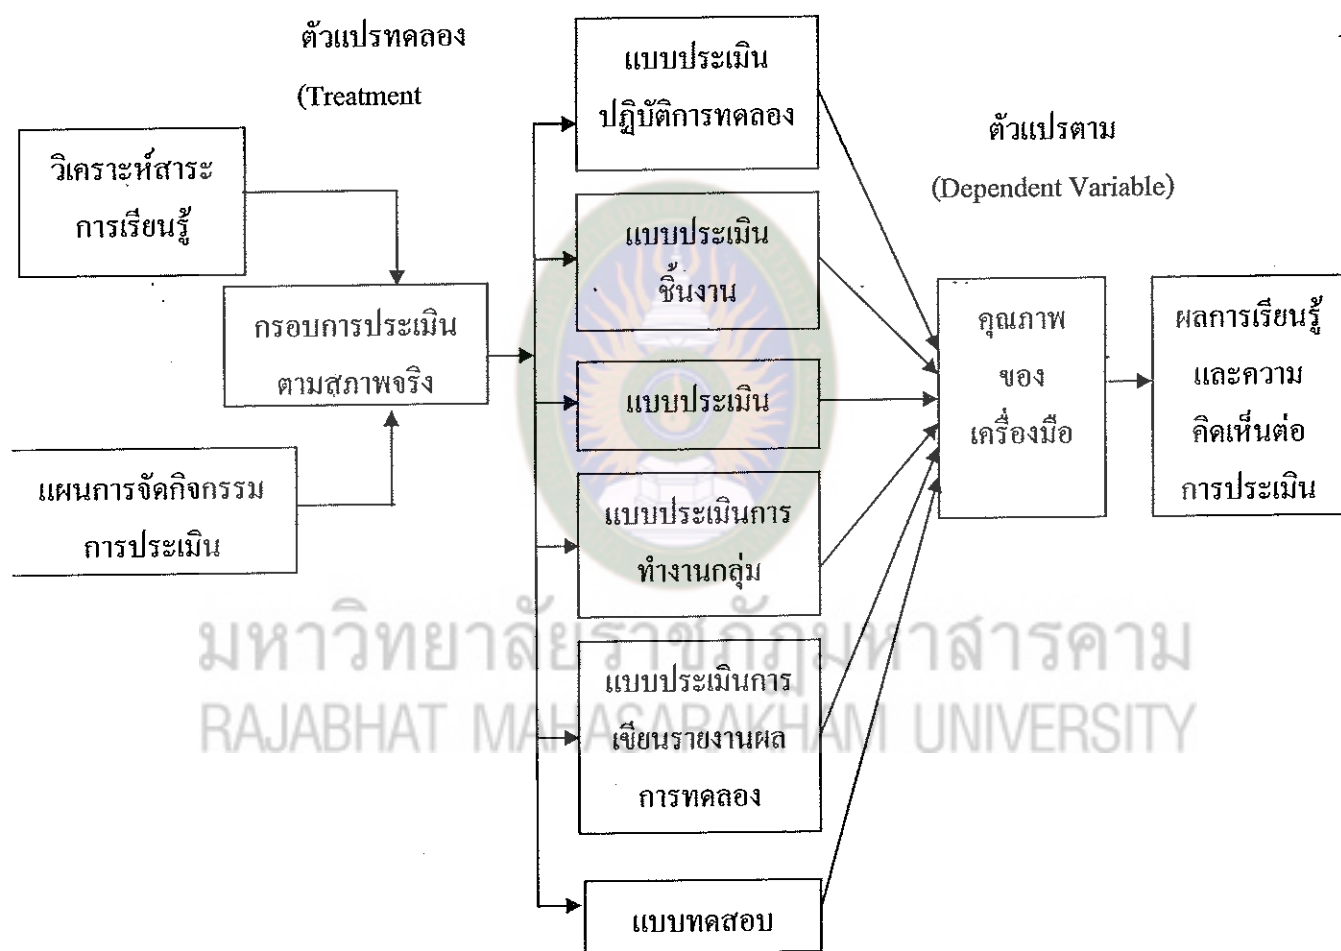 ตัวแปรทดลอง
(Treatment
วิเคราะห์สาระ
การเรียนรู้
แผนการจัดกิจกรรม
การประเมิน
กรอบการประเมิน
ตามสภาพจริง
แบบประเมิน
ปฏิบัติการทดลอง
แบบประเมิน
ชิ้นงาน
แบบประเมิน
แบบประเมินการ
ทำงานกลุ่ม
แบบประเมินการ
เขียนรายงานผล
การทดลอง
แบบทดสอบ
ตัวแปรตาม
(Dependent Variable)
คุณภาพ
ของ
เครื่องมือ
ผลการเรียนรู้
และความ
คิดเห็นต่อ
การประเมิน
มหาวิทยาลัยราชภัฏมหาสารคาม
RAJABHAT MAHASARAKHAM UNIVERSITY